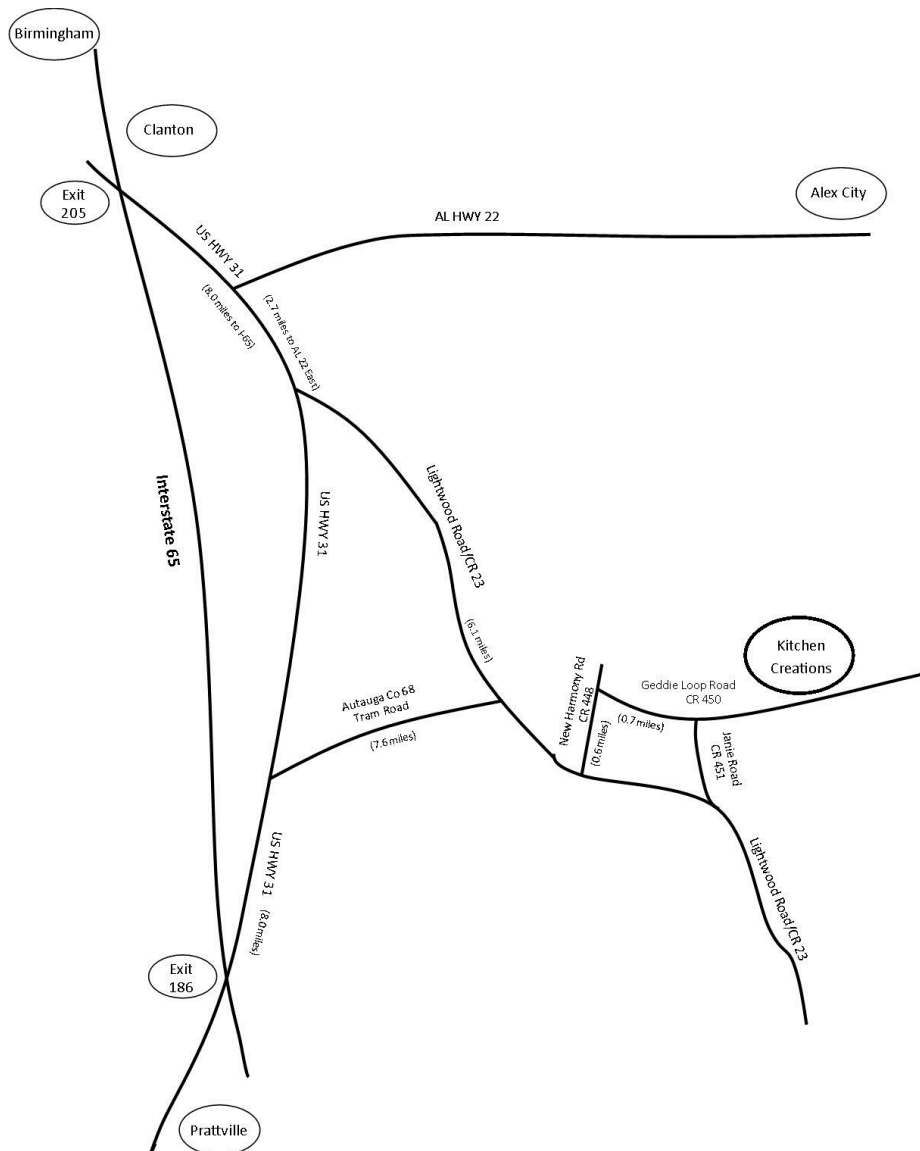 Birmingham
Clanton
Exit
205
Alex City
AL HWY 22
US HWY 31
(8.0 miles to I-65)
(2.7 miles to AL 22 East)
Interstate 65
US HWY 31
Lightwood Road/CR 23
(6.1 miles)
Kitchen
Creations
New Harmony Rd
CR 448
(0.6 miles)
Geddie Loop Road
CR 450
(0.7 miles)
Janie Road
CR 451
Autauga Co 68
Tram Road
(7.6 miles)
US HWY 31 (8.0miles)
Lightwood Road/CR 23
Exit
186
Prattville